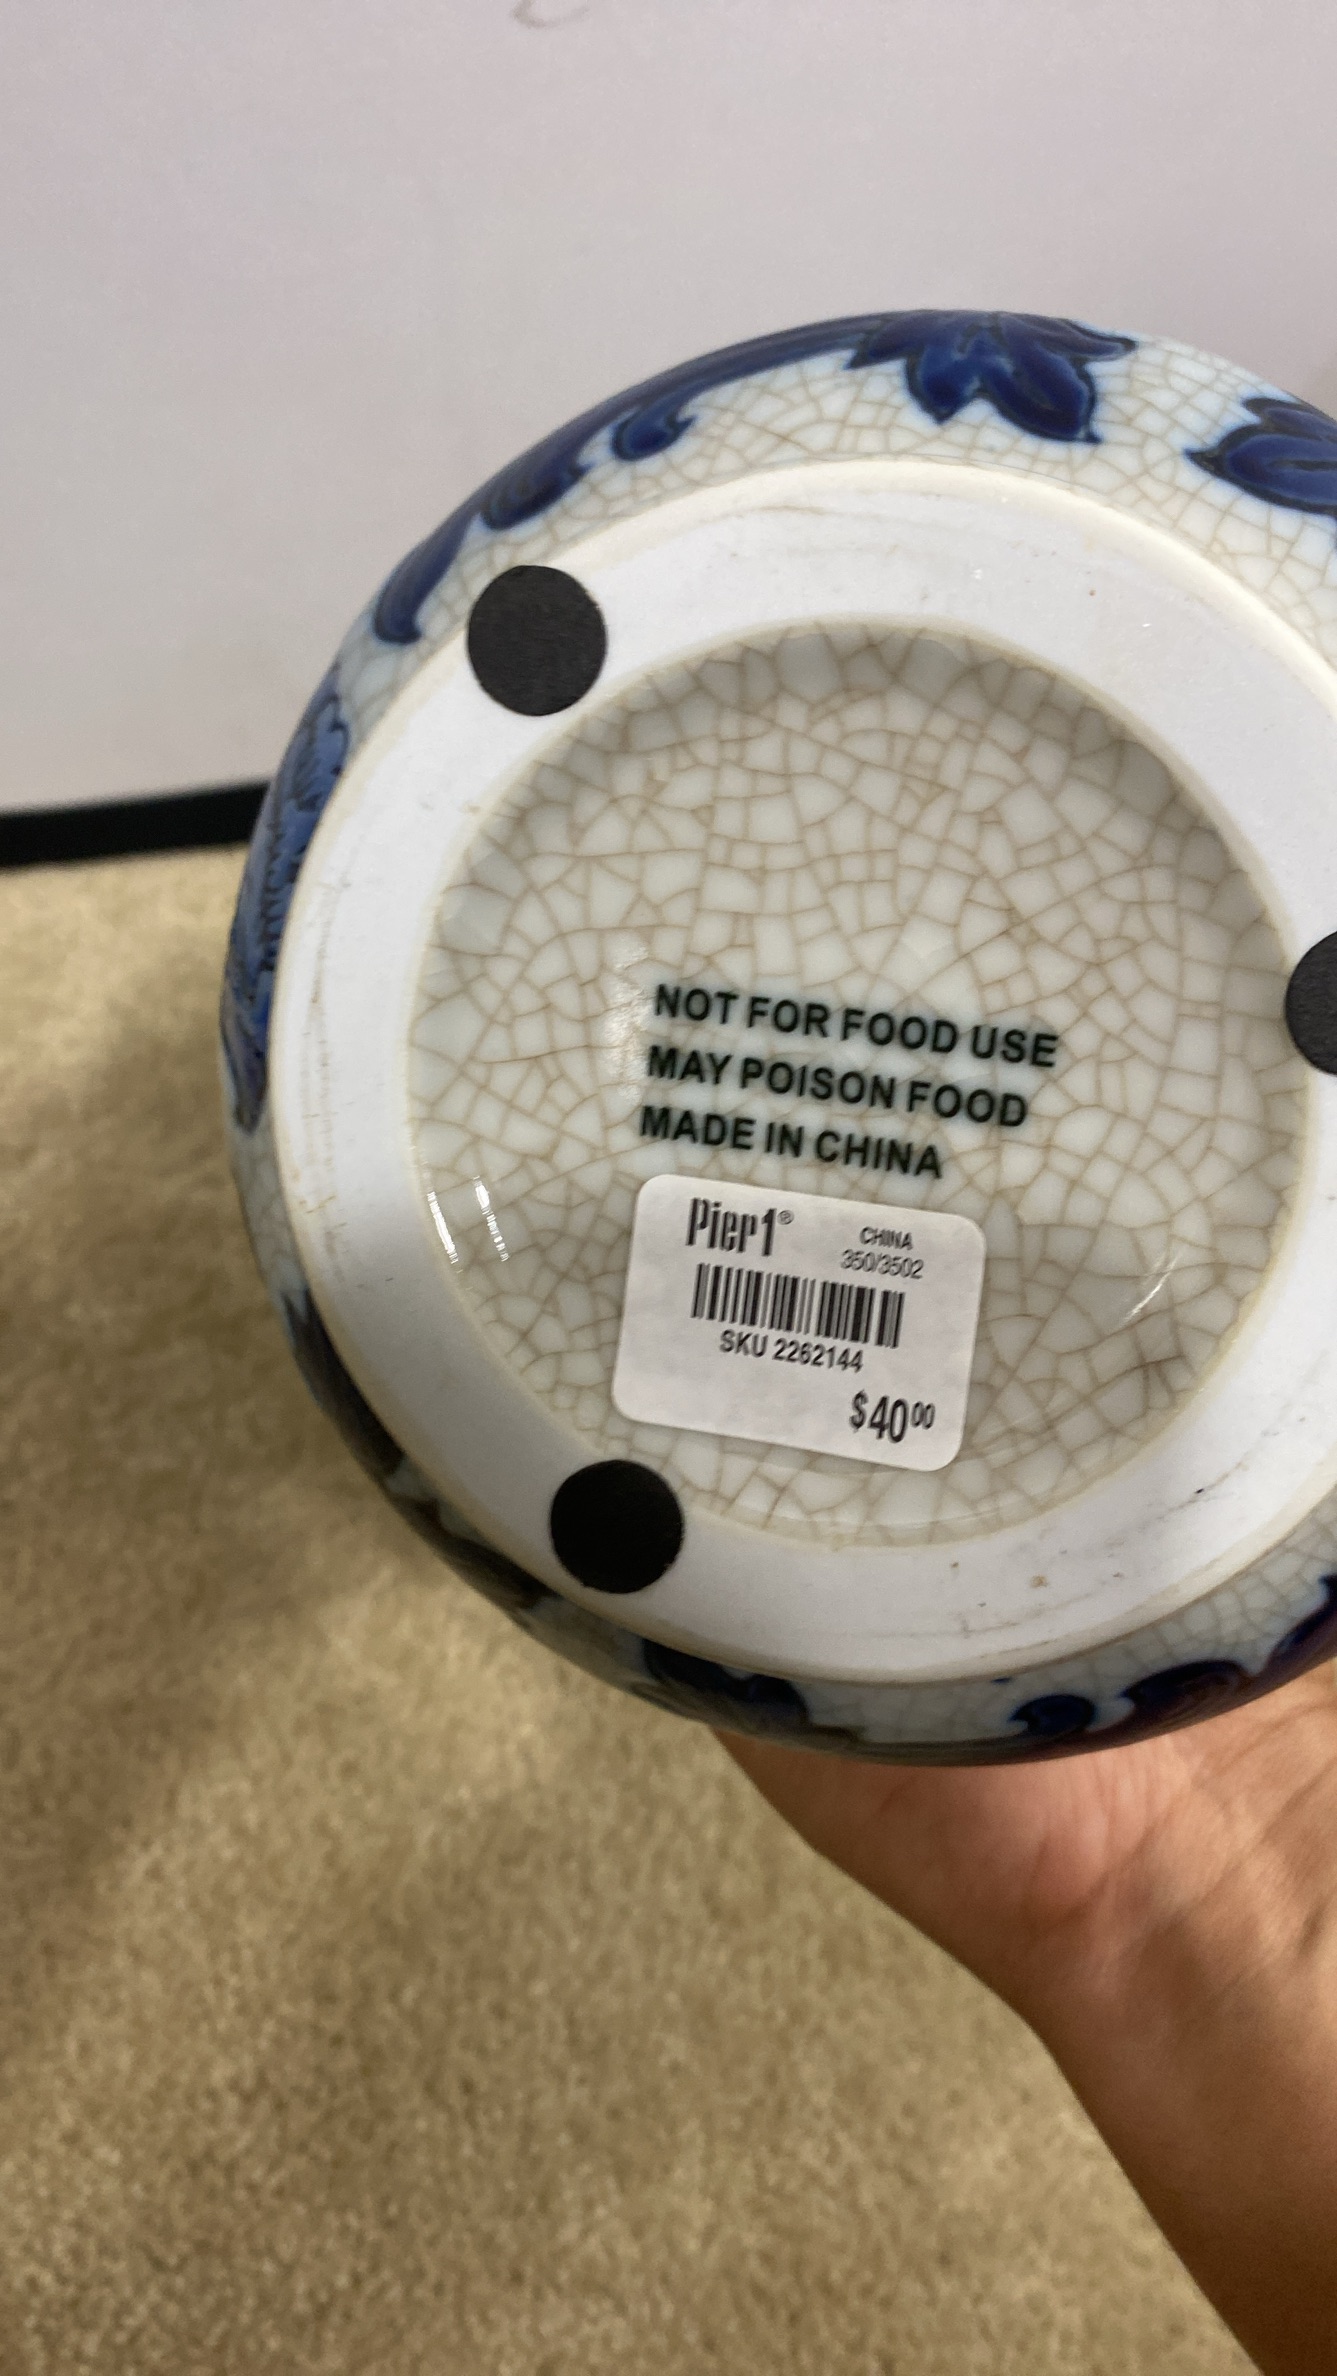 NOT FOR FOOD USE
MAY POISON FOOD
MADE IN CHINA
Pier1®
CHINA
350/3502
SKU 2262144
$40.00